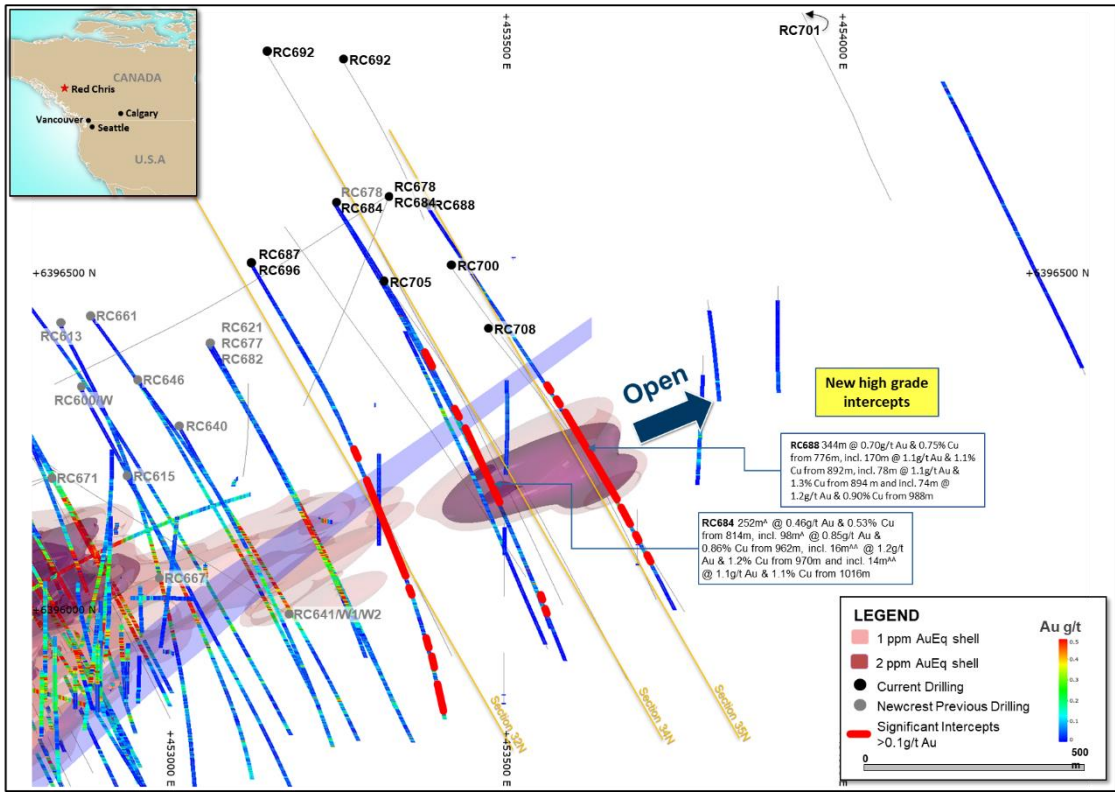 CANADA
Red Chris
Calgary
Vancouver
Seattle
U.S.A
+453500 E
+454000 E
RC701
RC692
RC692
RC678
RC684
RC678
RC684
RC688
RC687
RC696
RC700
RC705
RC708
+6396500 N
+6396500 N
RC661
RC613
RC621
RC677
RC682
RC646
RC600/W
RC640
RC671
RC615
RC667
RC641/W1/W2
+6396000 N
Open
New high grade
intercepts
RC688 344m @ 0.70g/t Au & 0.75% Cu
from 776m, incl. 170m @ 1.1g/t Au & 1.1%
Cu from 892m, incl. 78m @ 1.1g/t Au &
1.3% Cu from 894 m and Incl. 74m @
1.2g/t Au & 0.90% Cu from 988m
RC684 252m^ @ 0.46g/t Au & 0.53% Cu
from 814m, incl. 98m^ @ 0.85g/t Au &
0.86% Cu from 962m, incl. 16m^^ @ 1.2g/t
Au & 1.2% Cu from 970m and incl. 14m^^
@ 1.1g/t Au & 1.1% Cu from 1016m
Section 32N
Section 34N
Section 35N
+453000 E
+453500 E
LEGEND
1 ppm AuEq shell
2 ppm AuEq shell
Current Drilling
Newcrest Previous Drilling
Significant Intercepts
>0.1g/t Au
Au g/t
0.5
0.4
0.3
0.2
0.1
0
0
500
m